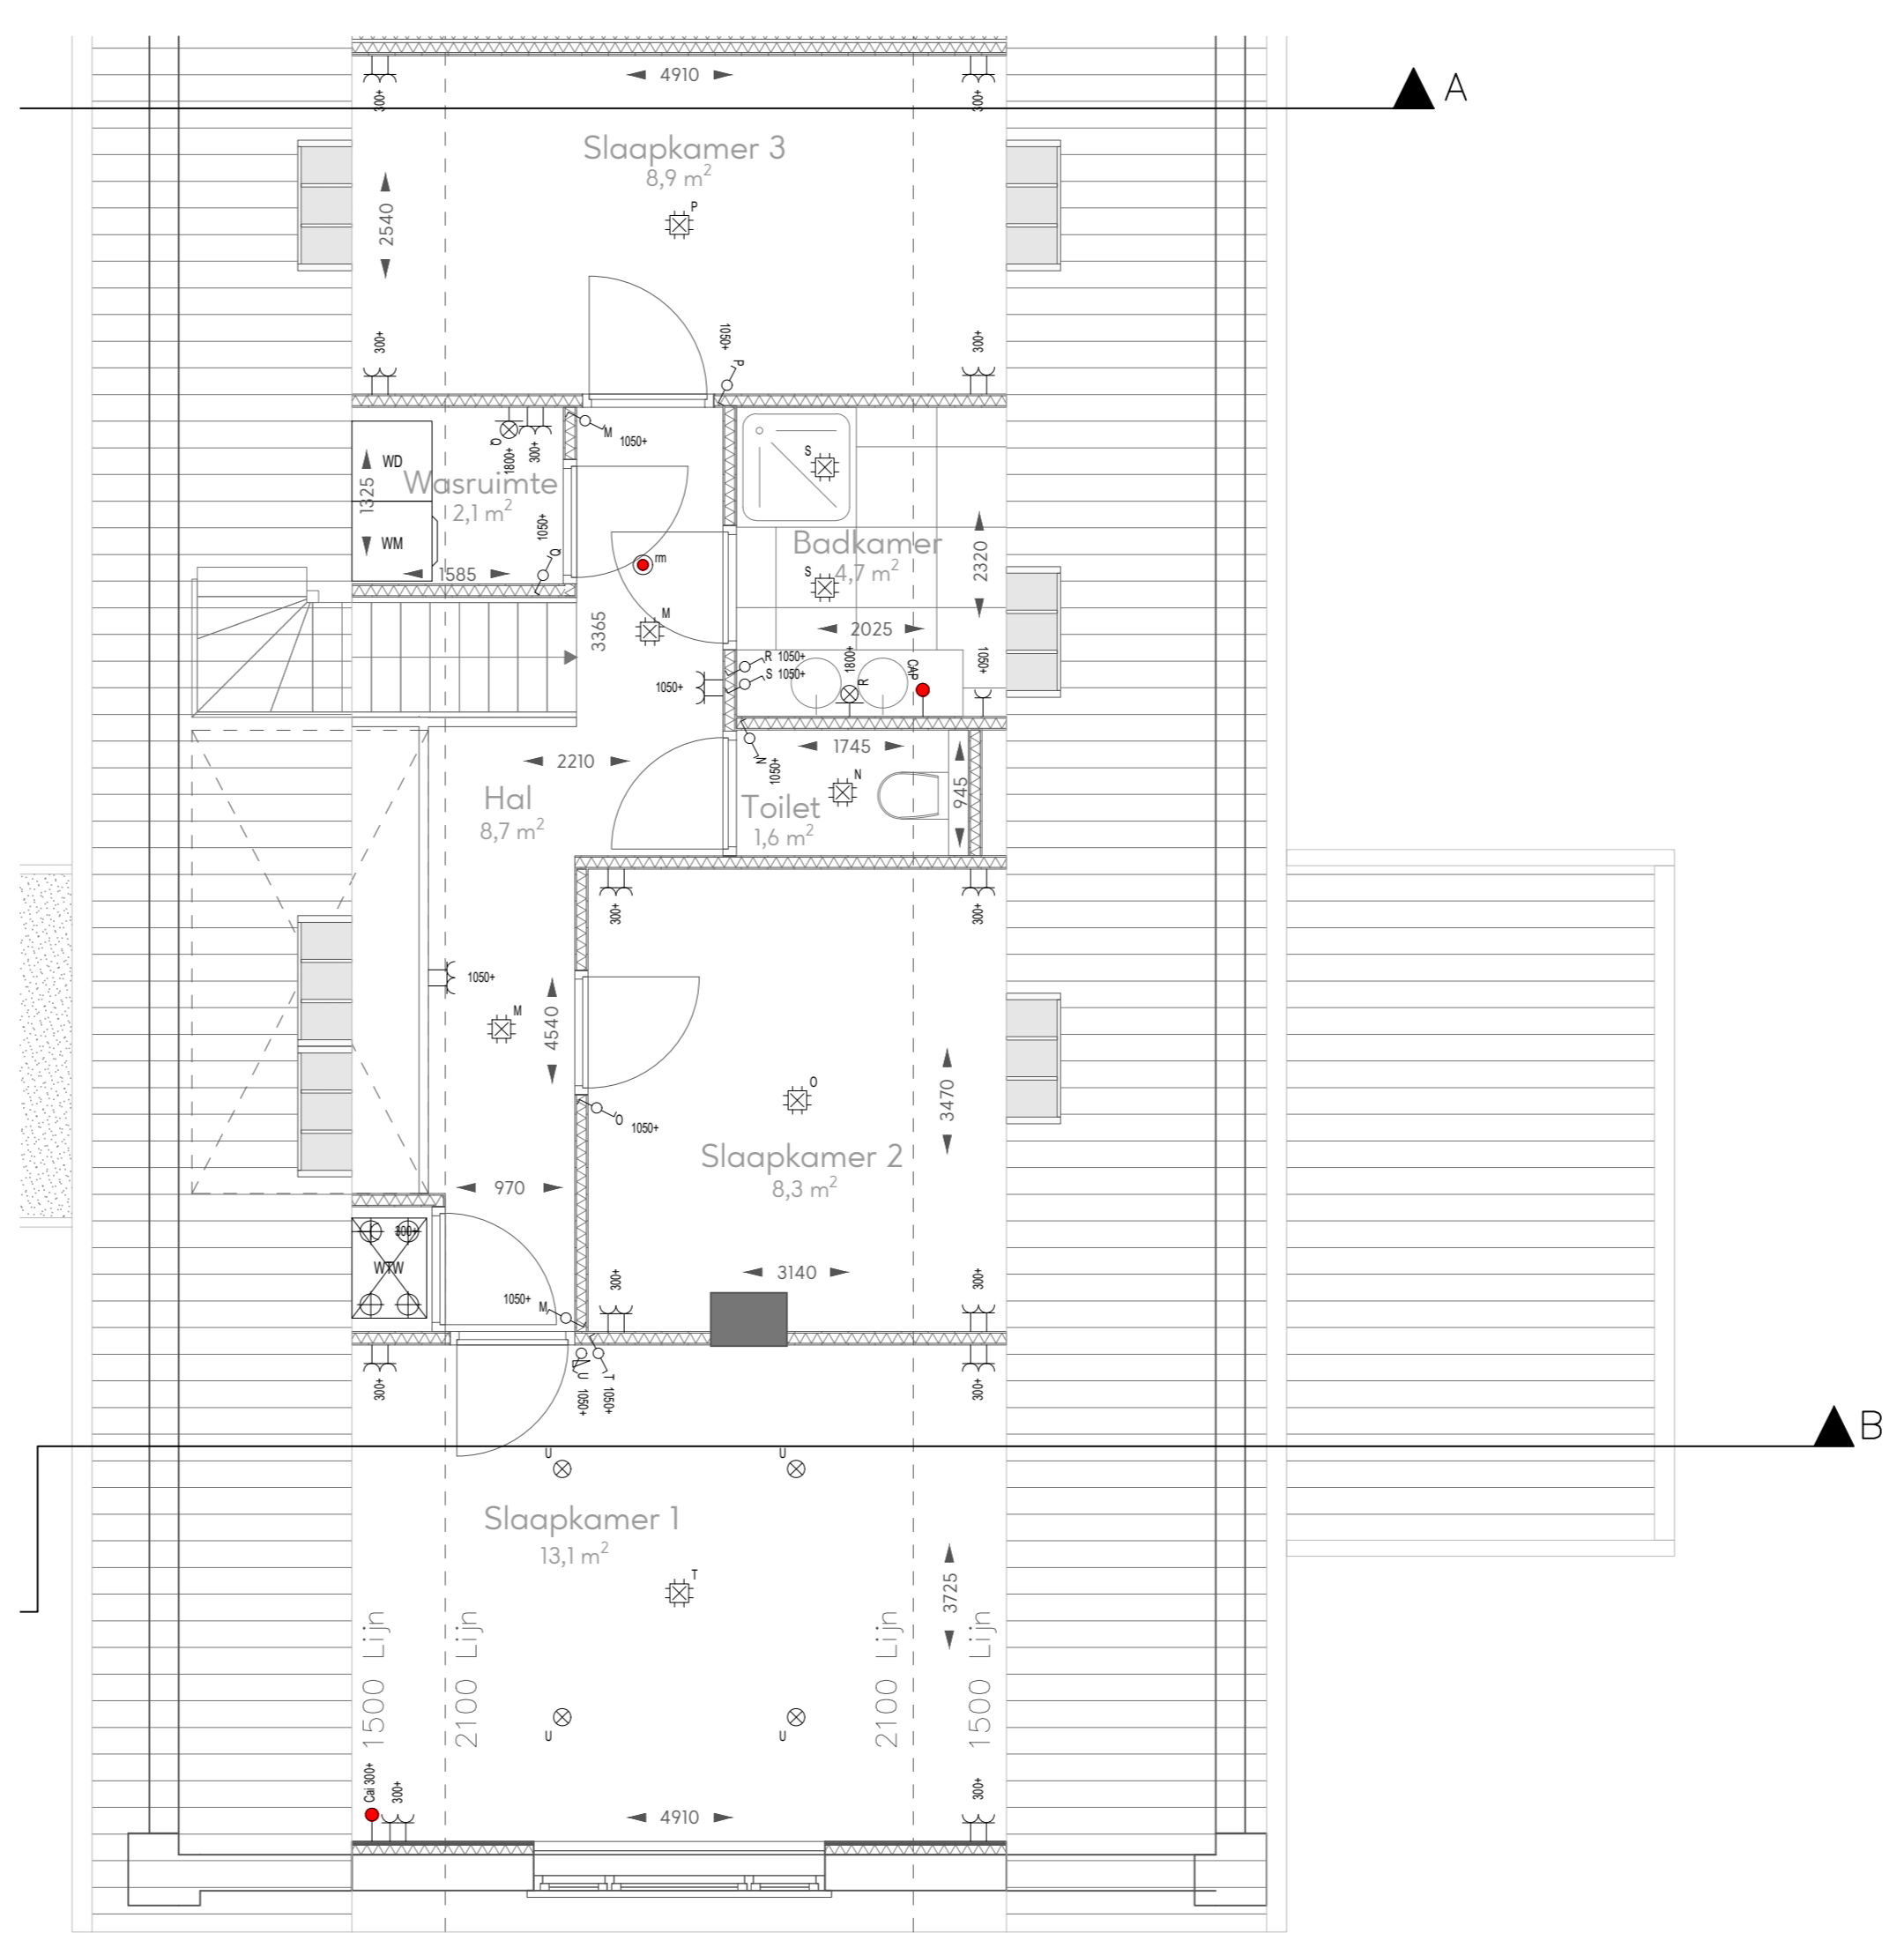 4910
A
300+
300+
Slaapkamer 3
8,9 m²
P
2540
300+
1050+
P
300+
M
1050+
Q
1800+
300+
WD
1325
Wasruimte
2,1 m²
WM
1050+
Q
1585
S
Badkamer
4,7 m²
S
2320
rm
M
3365
2025
R 1050+
S 1050+
1050+
1800+
R
CAP
1050+
N
1050+
1745
2210
Hal
8,7 m²
Toilet
1,6 m²
N
945
300+
300+
1050+
M
4540
O
3470
O
1050+
Slaapkamer 2
8,3 m²
970
300+
WTW
1050+
M
300+
3140
300+
300+
U 1050+
T 1050+
300+
B
U
U
Slaapkamer 1
13,1 m²
T
3725
1500 Lijn
2100 Lijn
2100 Lijn
1500 Lijn
U
U
Cai 300+
300+
4910
300+